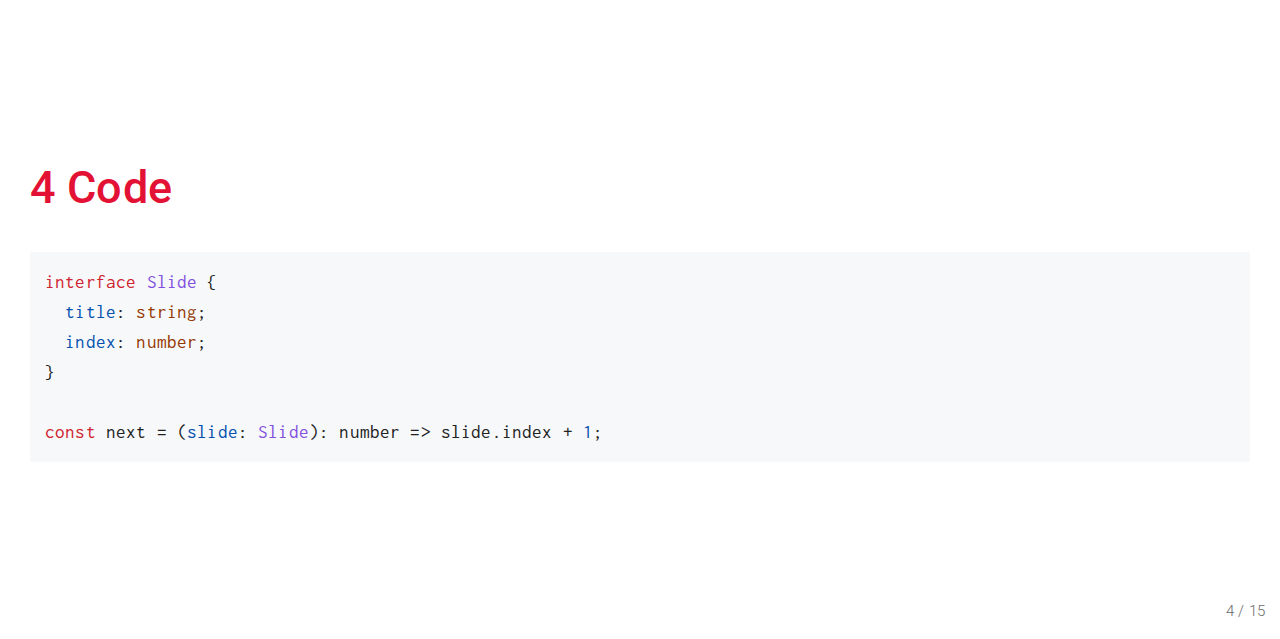 4 Code
interface Slide {
  title: string;
  index: number;
}
const next = (slide: Slide): number => slide.index + 1;
4 / 15